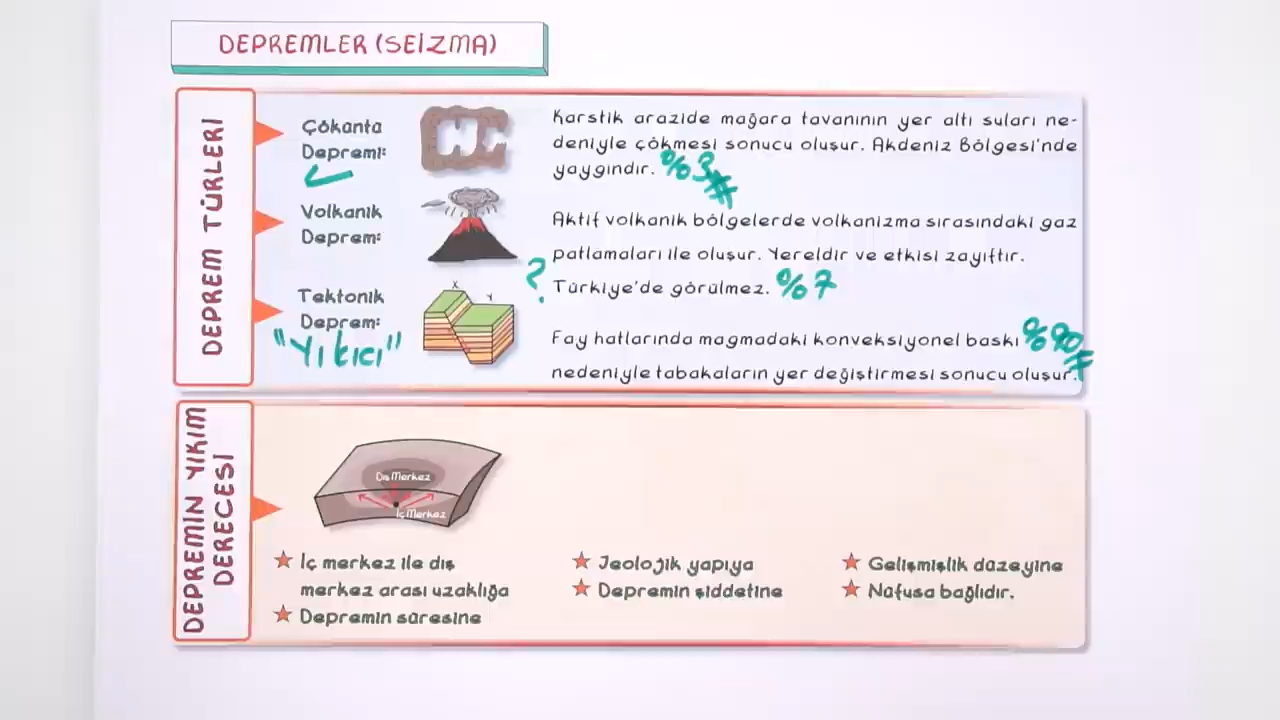 DEPREMLER (SEİZMA)
DEPREM TÜRLERİ
Çökantü
Depremi:
Karstik arazide mağara tavanının yer altı suları ne-
deniyle çökmesi sonucu oluşur. Akdeniz Bölgesi'nde
yaygındır. %3
Volkanik
Deprem:
Aktif volkanik bölgelerde volkanizma sırasındaki gaz
patlamaları ile oluşur. Yereldir ve etkisi zayıftır.
? Türkiye'de görülmez. %7
Tektonik
Deprem:
"Yıkıcı"
X
Y
Fay hatlarında magmadaki konveksiyonel baskı %90
nedeniyle tabakaların yer değiştirmesi sonucu oluşur.
DEPREMİN YIKIM
DERECESİ
Dış Merkez
İç Merkez
İç merkez ile dış
merkez arası uzaklığa
Depremin süresine
Jeolojik yapıya
Depremin şiddetine
Gelişmişlik düzeyine
Nüfusa bağlıdır.